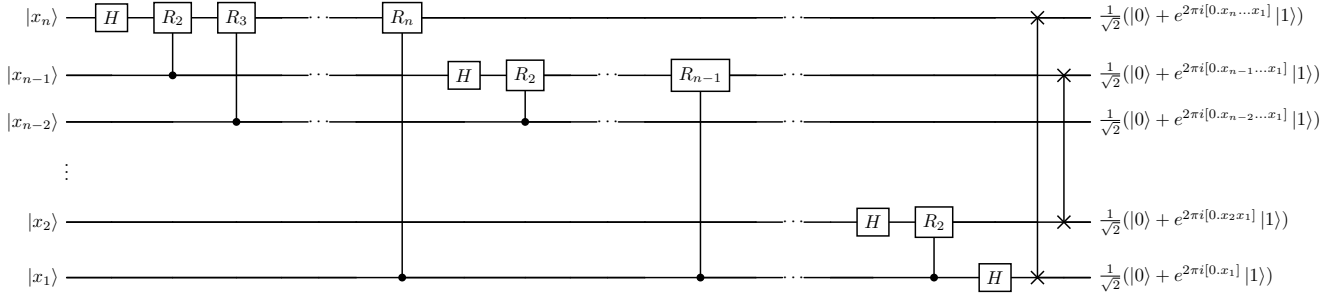 |x_n⟩ H R_2 R_3 ··· R_n ··· 1/√2(|0⟩ + e^{2πi[0.x_n...x_1]} |1⟩)
|x_{n−1}⟩ ··· H R_2 ··· R_{n−1} ··· 1/√2(|0⟩ + e^{2πi[0.x_{n−1}...x_1]} |1⟩)
|x_{n−2}⟩ ··· ··· ··· 1/√2(|0⟩ + e^{2πi[0.x_{n−2}...x_1]} |1⟩)
⋮
|x_2⟩ ··· H R_2 1/√2(|0⟩ + e^{2πi[0.x_2x_1]} |1⟩)
|x_1⟩ ··· H 1/√2(|0⟩ + e^{2πi[0.x_1]} |1⟩)